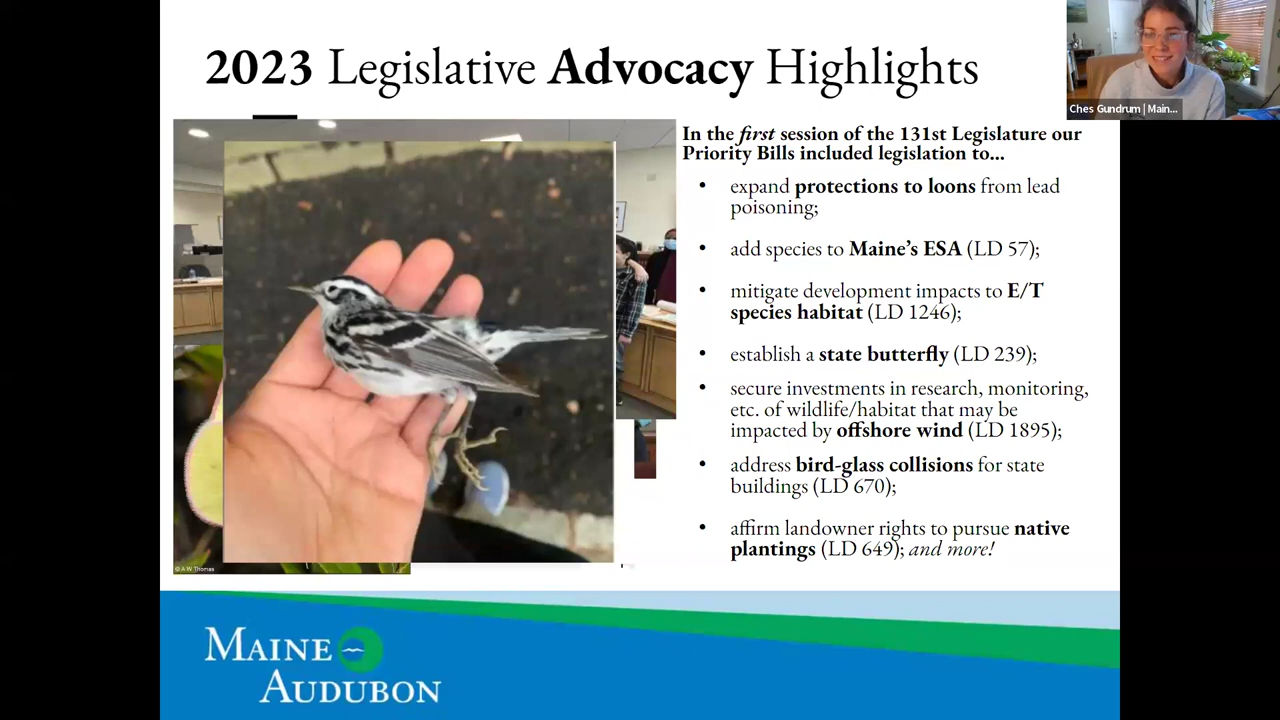 2023 Legislative Advocacy Highlights
Ches Gundrum | Main...
In the first session of the 131st Legislature our
Priority Bills included legislation to...
• expand protections to loons from lead
poisoning;
• add species to Maine's ESA (LD 57);
• mitigate development impacts to E/T
species habitat (LD 1246);
• establish a state butterfly (LD 239);
• secure investments in research, monitoring,
etc. of wildlife/habitat that may be
impacted by offshore wind (LD 1895);
• address bird-glass collisions for state
buildings (LD 670);
• affirm landowner rights to pursue native
plantings (LD 649); and more!
© A W Thomas
MAINE
AUDUBON